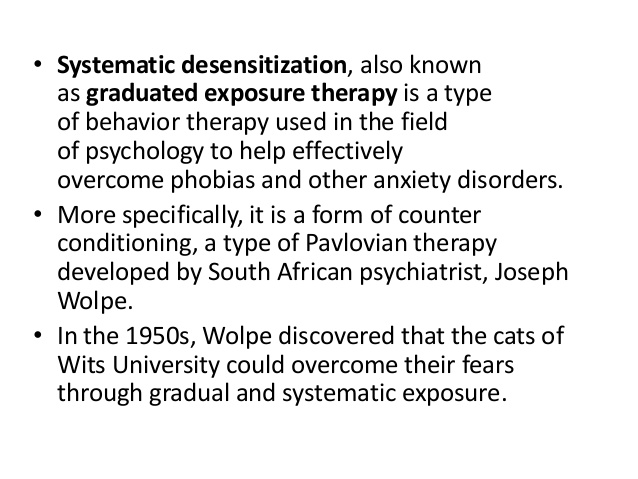 • Systematic desensitization, also known
as graduated exposure therapy is a type
of behavior therapy used in the field
of psychology to help effectively
overcome phobias and other anxiety disorders.
• More specifically, it is a form of counter
conditioning, a type of Pavlovian therapy
developed by South African psychiatrist, Joseph
Wolpe.
• In the 1950s, Wolpe discovered that the cats of
Wits University could overcome their fears
through gradual and systematic exposure.